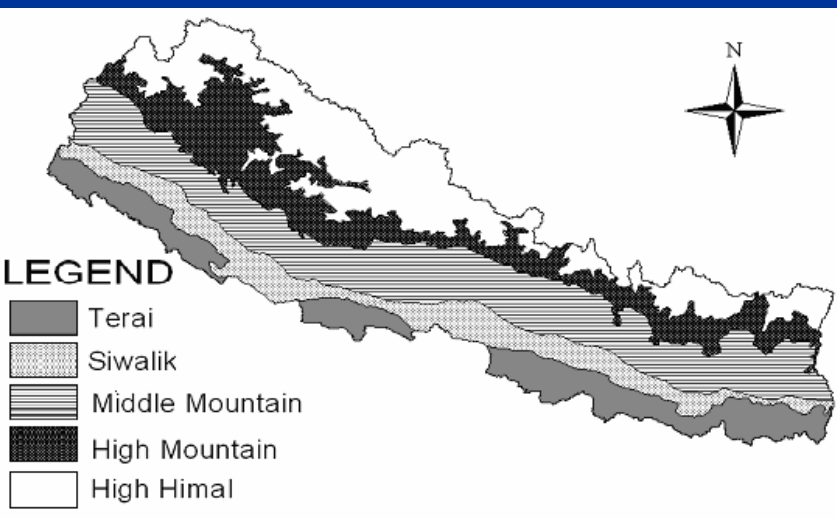 N
LEGEND
Terai
Siwalik
Middle Mountain
High Mountain
High Himal